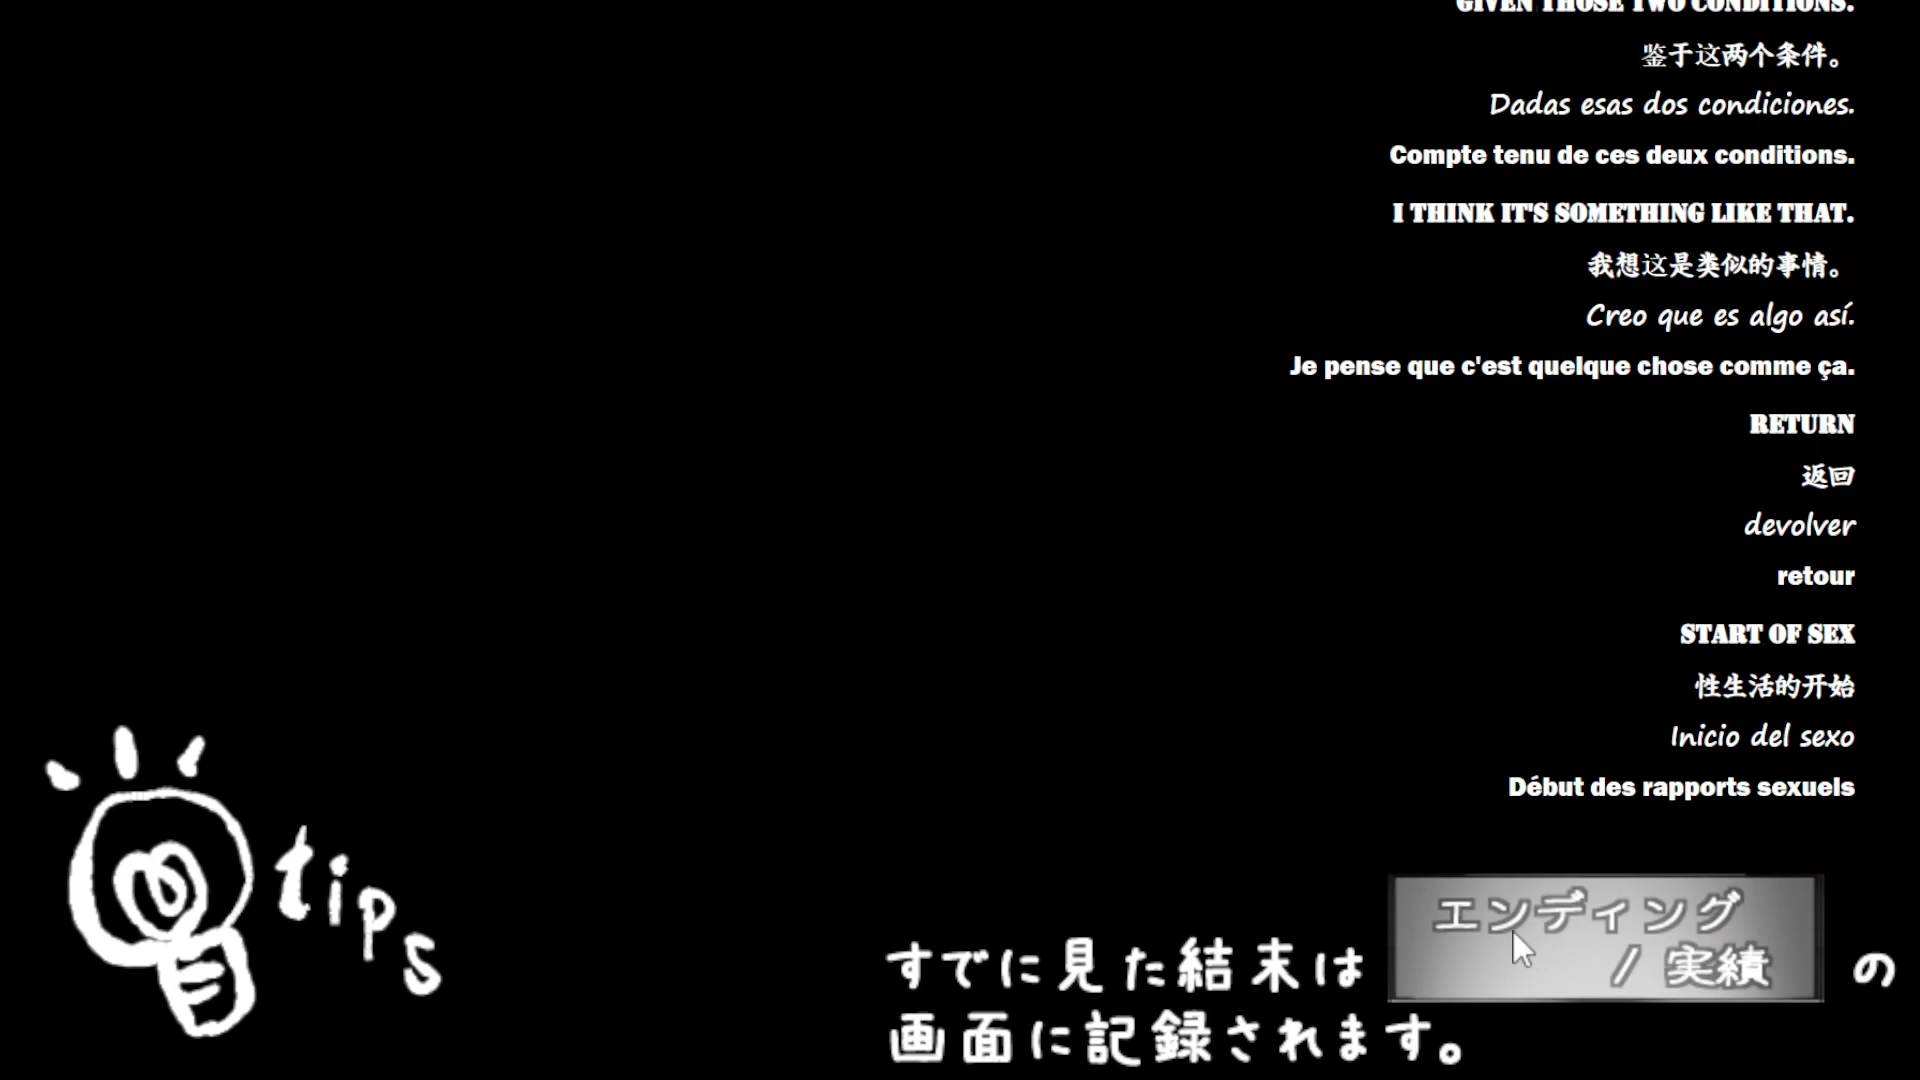 GIVEN THOSE TWO CONDITIONS.
鉴于这两个条件。
Dadas esas dos condiciones.
Compte tenu de ces deux conditions.
I THINK IT'S SOMETHING LIKE THAT.
我想这是类似的事情。
Creo que es algo así.
Je pense que c'est quelque chose comme ça.
RETURN
返回
devolver
retour
START OF SEX
性生活的开始
Inicio del sexo
Début des rapports sexuels
tips
エンディング
/ 実績
すでに見た結末は の
画面に記録されます。